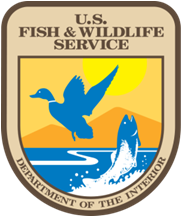 U.S.
FISH & WILDLIFE
SERVICE
DEPARTMENT OF THE INTERIOR